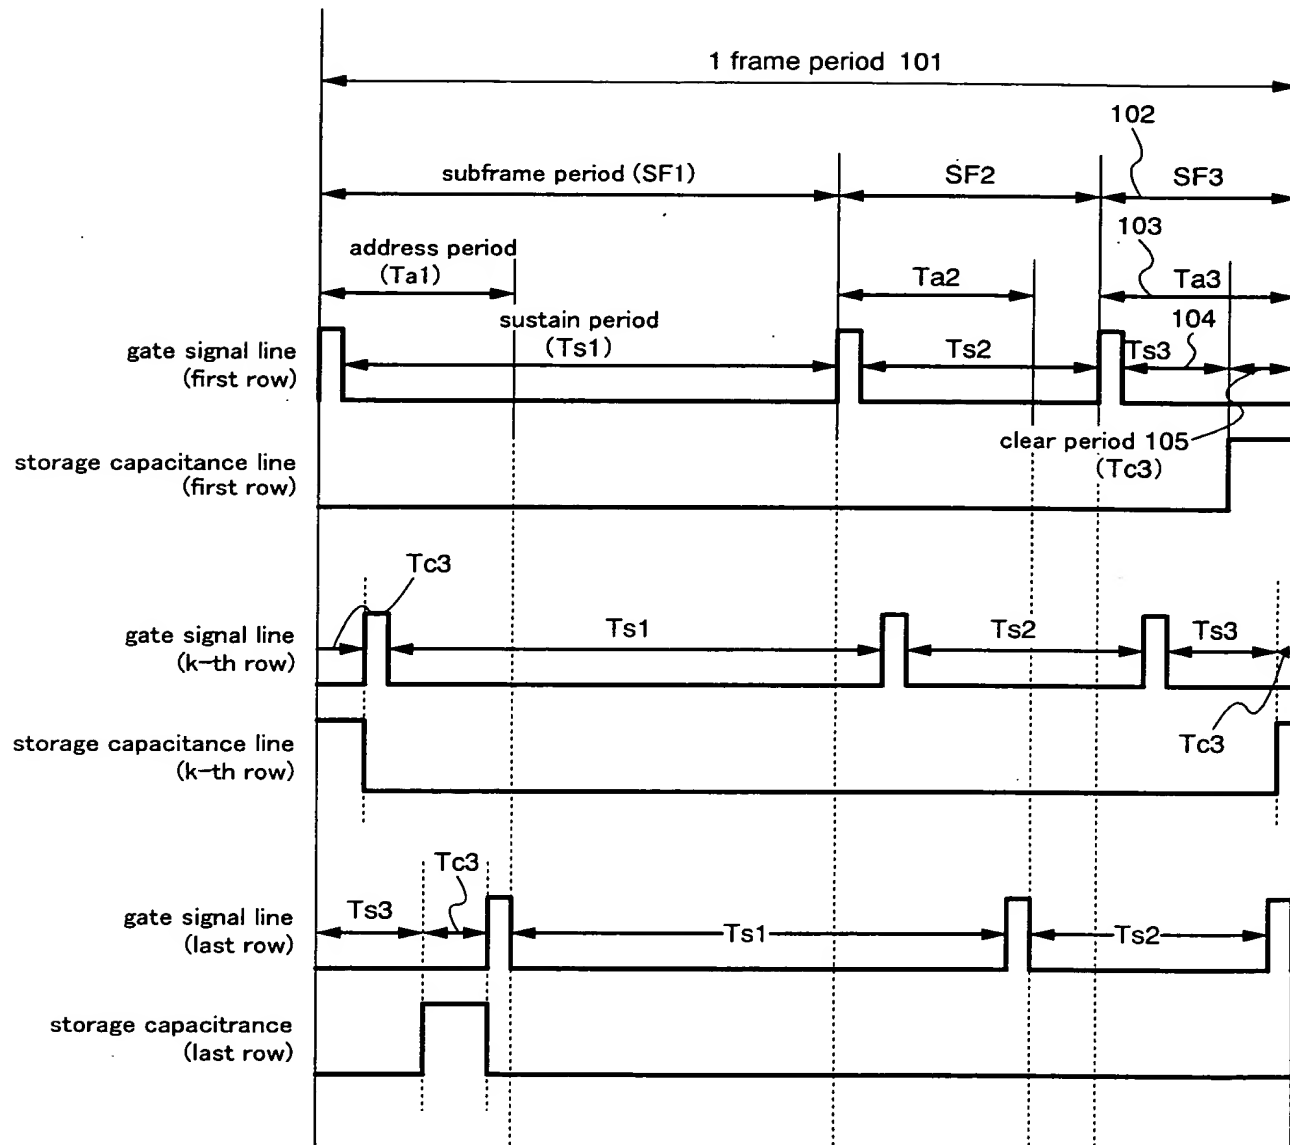 1 frame period 101
102
subframe period (SF1)
SF2
SF3
103
address period
(Ta1)
Ta2
Ta3
sustain period
(Ts1)
104
gate signal line
(first row)
Ts2
Ts3
clear period 105
(Tc3)
storage capacitance line
(first row)
Tc3
gate signal line
(k-th row)
Ts1
Ts2
Ts3
storage capacitance line
(k-th row)
Tc3
Tc3
gate signal line
(last row)
Ts3
Ts1
Ts2
storage capacitrance
(last row)